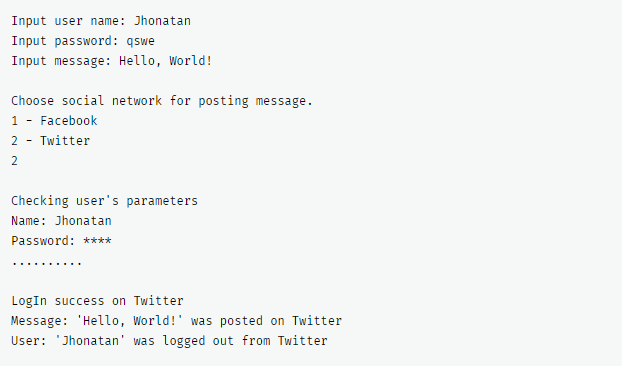 Input user name: Jhonatan
Input password: qswe
Input message: Hello, World!
Choose social network for posting message.
1 - Facebook
2 - Twitter
2
Checking user's parameters
Name: Jhonatan
Password: ****
..........
LogIn success on Twitter
Message: 'Hello, World!' was posted on Twitter
User: 'Jhonatan' was logged out from Twitter